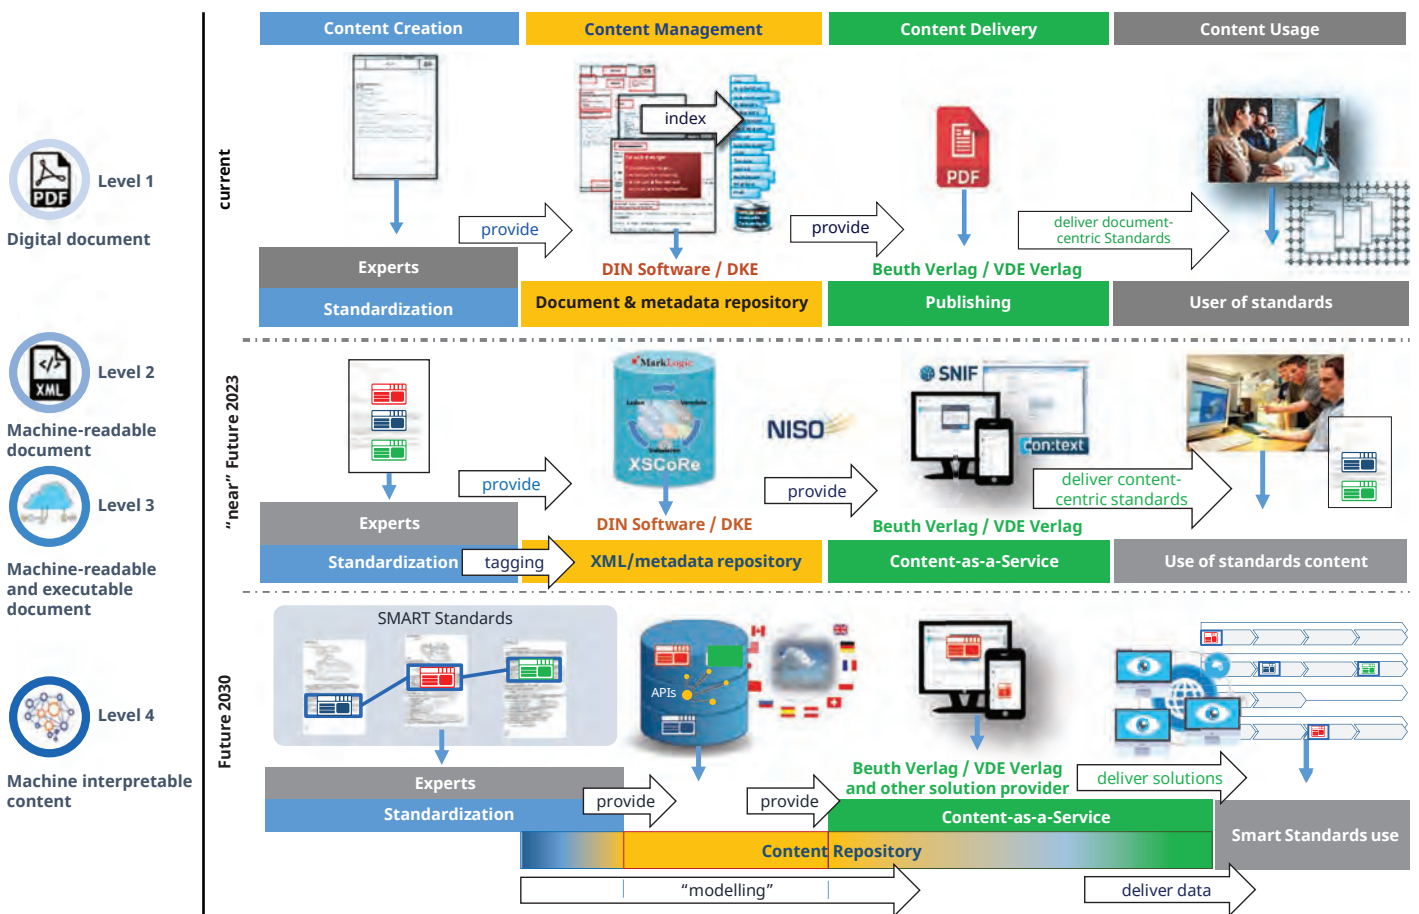 Content Creation
Content Management
Content Delivery
Content Usage
current
index
PDF
PDF
Level 1
Digital document
provide
provide
deliver document-
centric Standards
Experts
Standardization
DIN Software / DKE
Document & metadata repository
Beuth Verlag / VDE Verlag
Publishing
User of standards
"near" Future 2023
</>
XML
Level 2
Machine-readable
document
Level 3
Machine-readable
and executable
document
MarkLogic
XSCoRe
NISO
SNIF
con:text
provide
provide
deliver content-
centric standards
Experts
Standardization
tagging
DIN Software / DKE
XML/metadata repository
Beuth Verlag / VDE Verlag
Content-as-a-Service
Use of standards content
Future 2030
Level 4
Machine interpretable
content
SMART Standards
APIs
Experts
Standardization
provide
provide
Beuth Verlag / VDE Verlag
and other solution provider
deliver solutions
Content-as-a-Service
Content Repository
Smart Standards use
“modelling”
deliver data